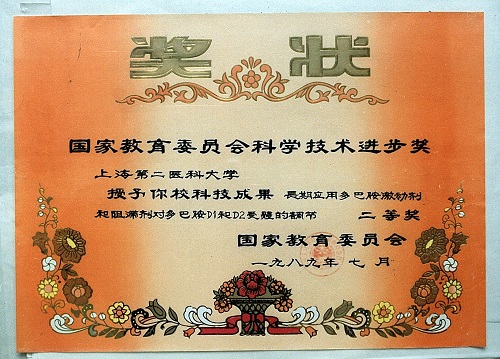 奖状
国家教育委员会科学技术进步奖
上海第二医科大学
授予你校科技成果 长期应用多巴胺激动剂
和阻滞剂对多巴胺D1和D2受体的调节 二等奖
国家教育委员会
一九八九年七月